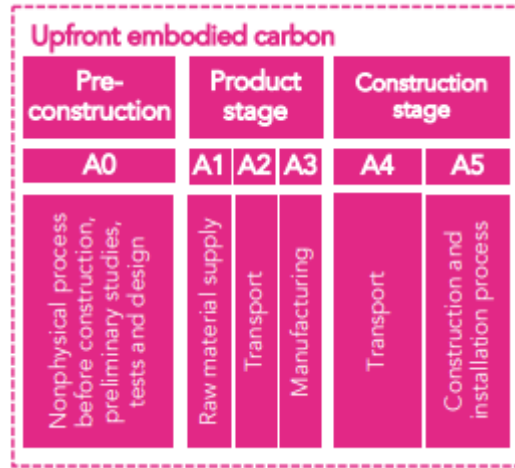 Upfront embodied carbon
Pre-
construction
Product
stage
Construction
stage
A0
A1
A2
A3
A4
A5
Nonphysical process
before construction,
preliminary studies,
tests and design
Raw material supply
Transport
Manufacturing
Transport
Construction and
installation process